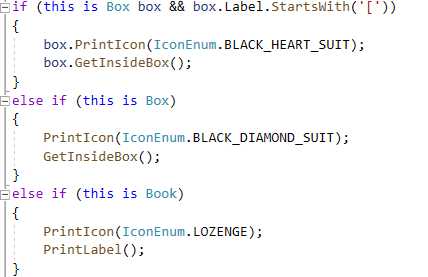 if (this is Box box && box.Label.StartsWith('['))
{
    box.PrintIcon(IconEnum.BLACK_HEART_SUIT);
    box.GetInsideBox();
}
else if (this is Box)
{
    PrintIcon(IconEnum.BLACK_DIAMOND_SUIT);
    GetInsideBox();
}
else if (this is Book)
{
    PrintIcon(IconEnum.LOZENGE);
    PrintLabel();
}